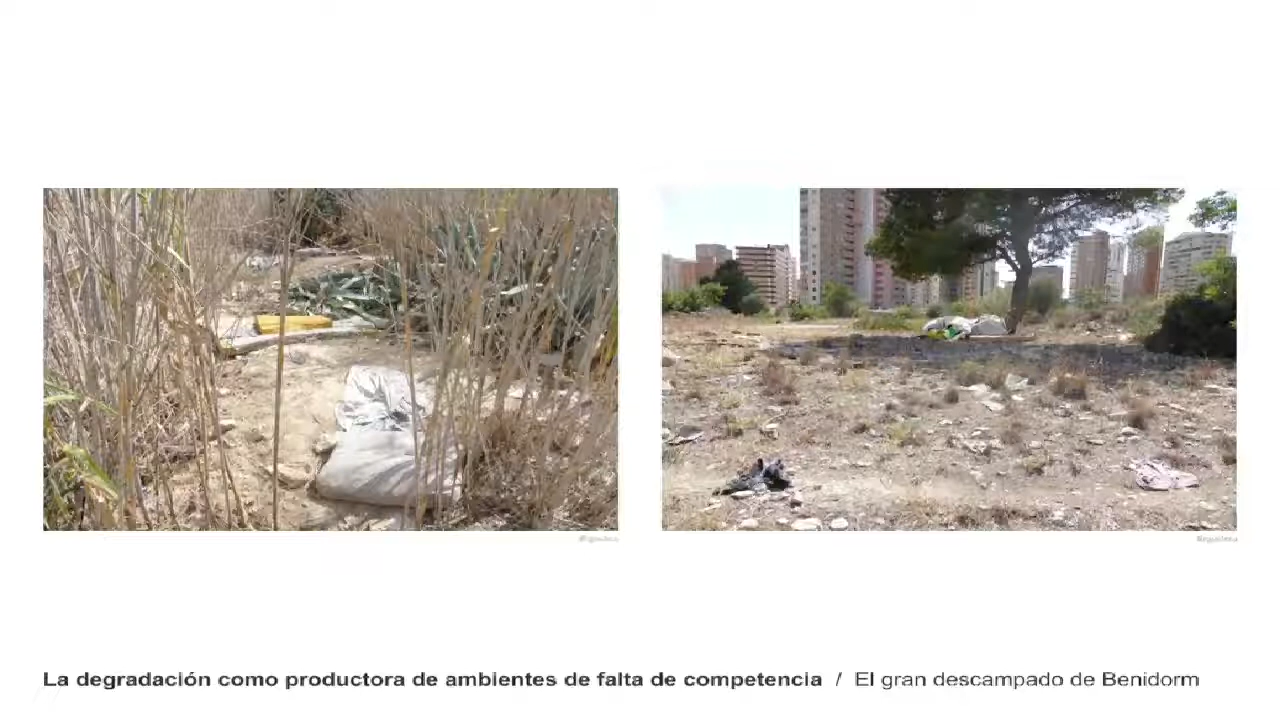 La degradación como productora de ambientes de falta de competencia / El gran descampado de Benidorm